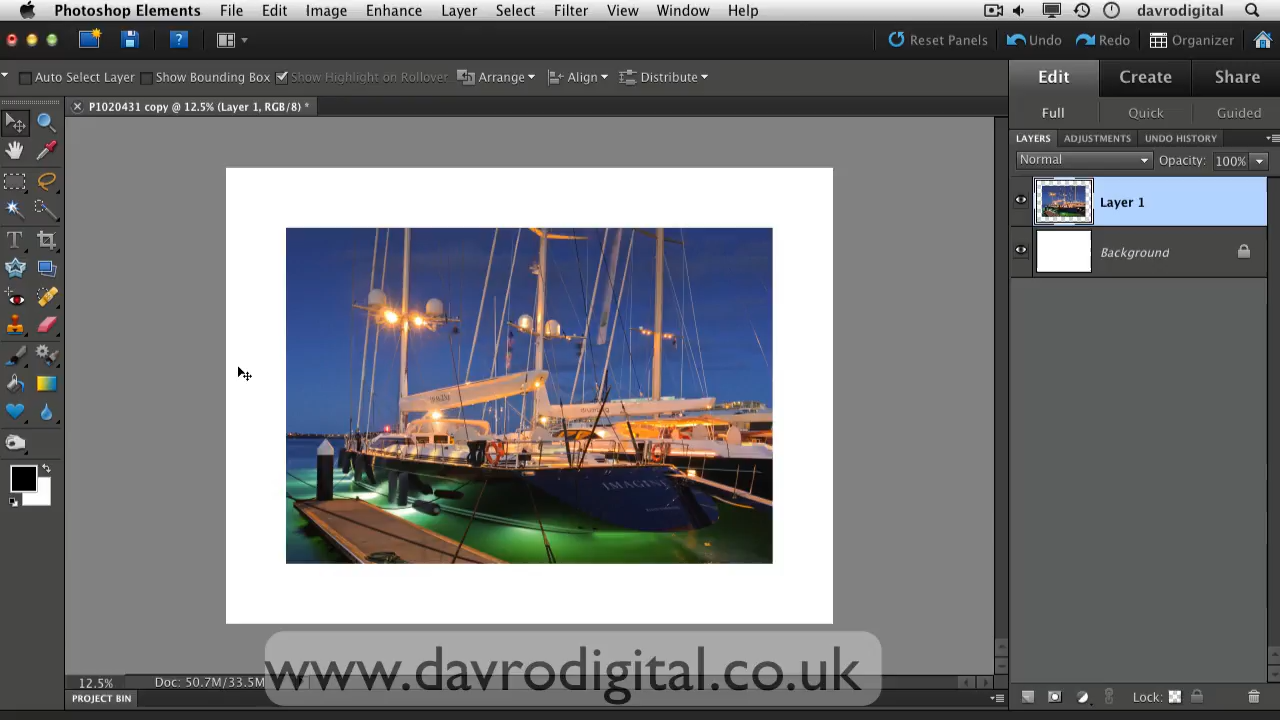 Photoshop Elements File Edit Image Enhance Layer Select Filter View Window Help davrodigital
? Reset Panels Undo Redo Organizer
Auto Select Layer Show Bounding Box Show Highlight on Rollover Arrange Align Distribute
Edit Create Share
P1020431 copy @ 12.5% (Layer 1, RGB/8) *
Full Quick Guided
LAYERS ADJUSTMENTS UNDO HISTORY
Normal Opacity: 100%
Layer 1
Background
IMAGINE
www.davrodigital.co.uk
12.5% Doc: 50.7M/33.5M
PROJECT BIN
Lock: